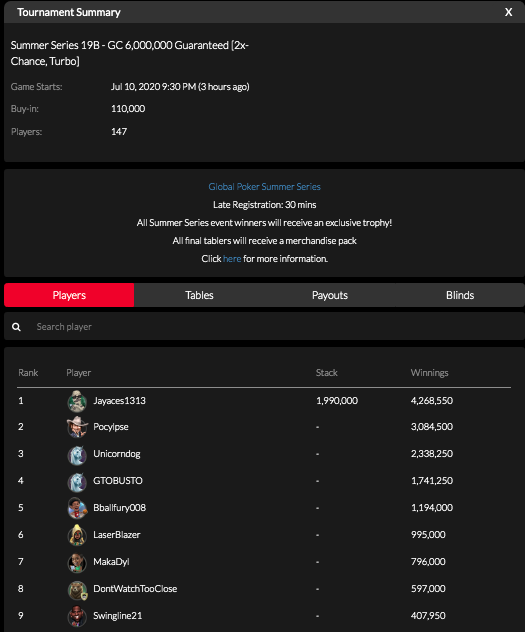 Tournament Summary X
Summer Series 19B - GC 6,000,000 Guaranteed [2x-
Chance, Turbo]
Game Starts: Jul 10, 2020 9:30 PM (3 hours ago)
Buy-in: 110,000
Players: 147
Global Poker Summer Series
Late Registration: 30 mins
All Summer Series event winners will receive an exclusive trophy!
All final tablers will receive a merchandise pack
Click here for more information.
Players Tables Payouts Blinds
Search player
Rank Player Stack Winnings
1 Jayaces1313 1,990,000 4,268,550
2 Pocylpse - 3,084,500
3 Unicorndog - 2,338,250
4 GTOBUSTO - 1,741,250
5 Bballfury008 - 1,194,000
6 LaserBlazer - 995,000
7 MakaDyl - 796,000
8 DontWatchTooClose - 597,000
9 Swingline21 - 407,950